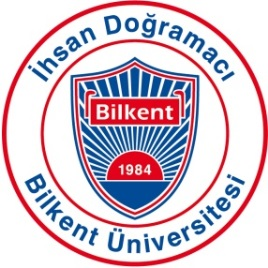 İhsan Doğramacı
Bilkent
1984
Bilkent Üniversitesi